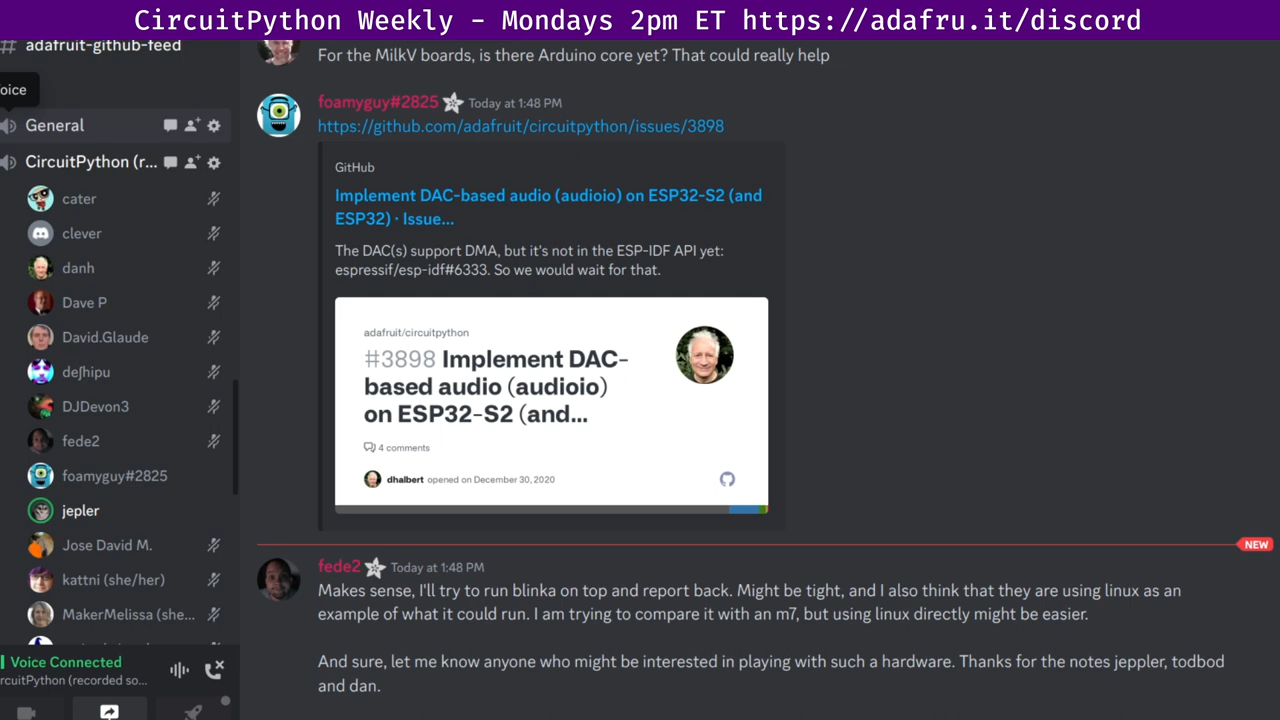 CircuitPython Weekly - Mondays 2pm ET https://adafru.it/discord
# adafruit-github-feed
oice
General
CircuitPython (r...
cater
clever
danh
Dave P
David.Glaude
deʃhipu
DJDevon3
fede2
foamyguy#2825
jepler
Jose David M.
kattni (she/her)
MakerMelissa (she...
Voice Connected
rcuitPython (recorded so...
For the MilkV boards, is there Arduino core yet? That could really help
foamyguy#2825 Today at 1:48 PM
https://github.com/adafruit/circuitpython/issues/3898
GitHub
Implement DAC-based audio (audioio) on ESP32-S2 (and
ESP32) · Issue...
The DAC(s) support DMA, but it's not in the ESP-IDF API yet:
espressif/esp-idf#6333. So we would wait for that.
adafruit/circuitpython
#3898 Implement DAC-
based audio (audioio)
on ESP32-S2 (and...
4 comments
dhalbert opened on December 30, 2020
NEW
fede2 Today at 1:48 PM
Makes sense, I'll try to run blinka on top and report back. Might be tight, and I also think that they are using linux as an
example of what it could run. I am trying to compare it with an m7, but using linux directly might be easier.
And sure, let me know anyone who might be interested in playing with such a hardware. Thanks for the notes jeppler, todbod
and dan.